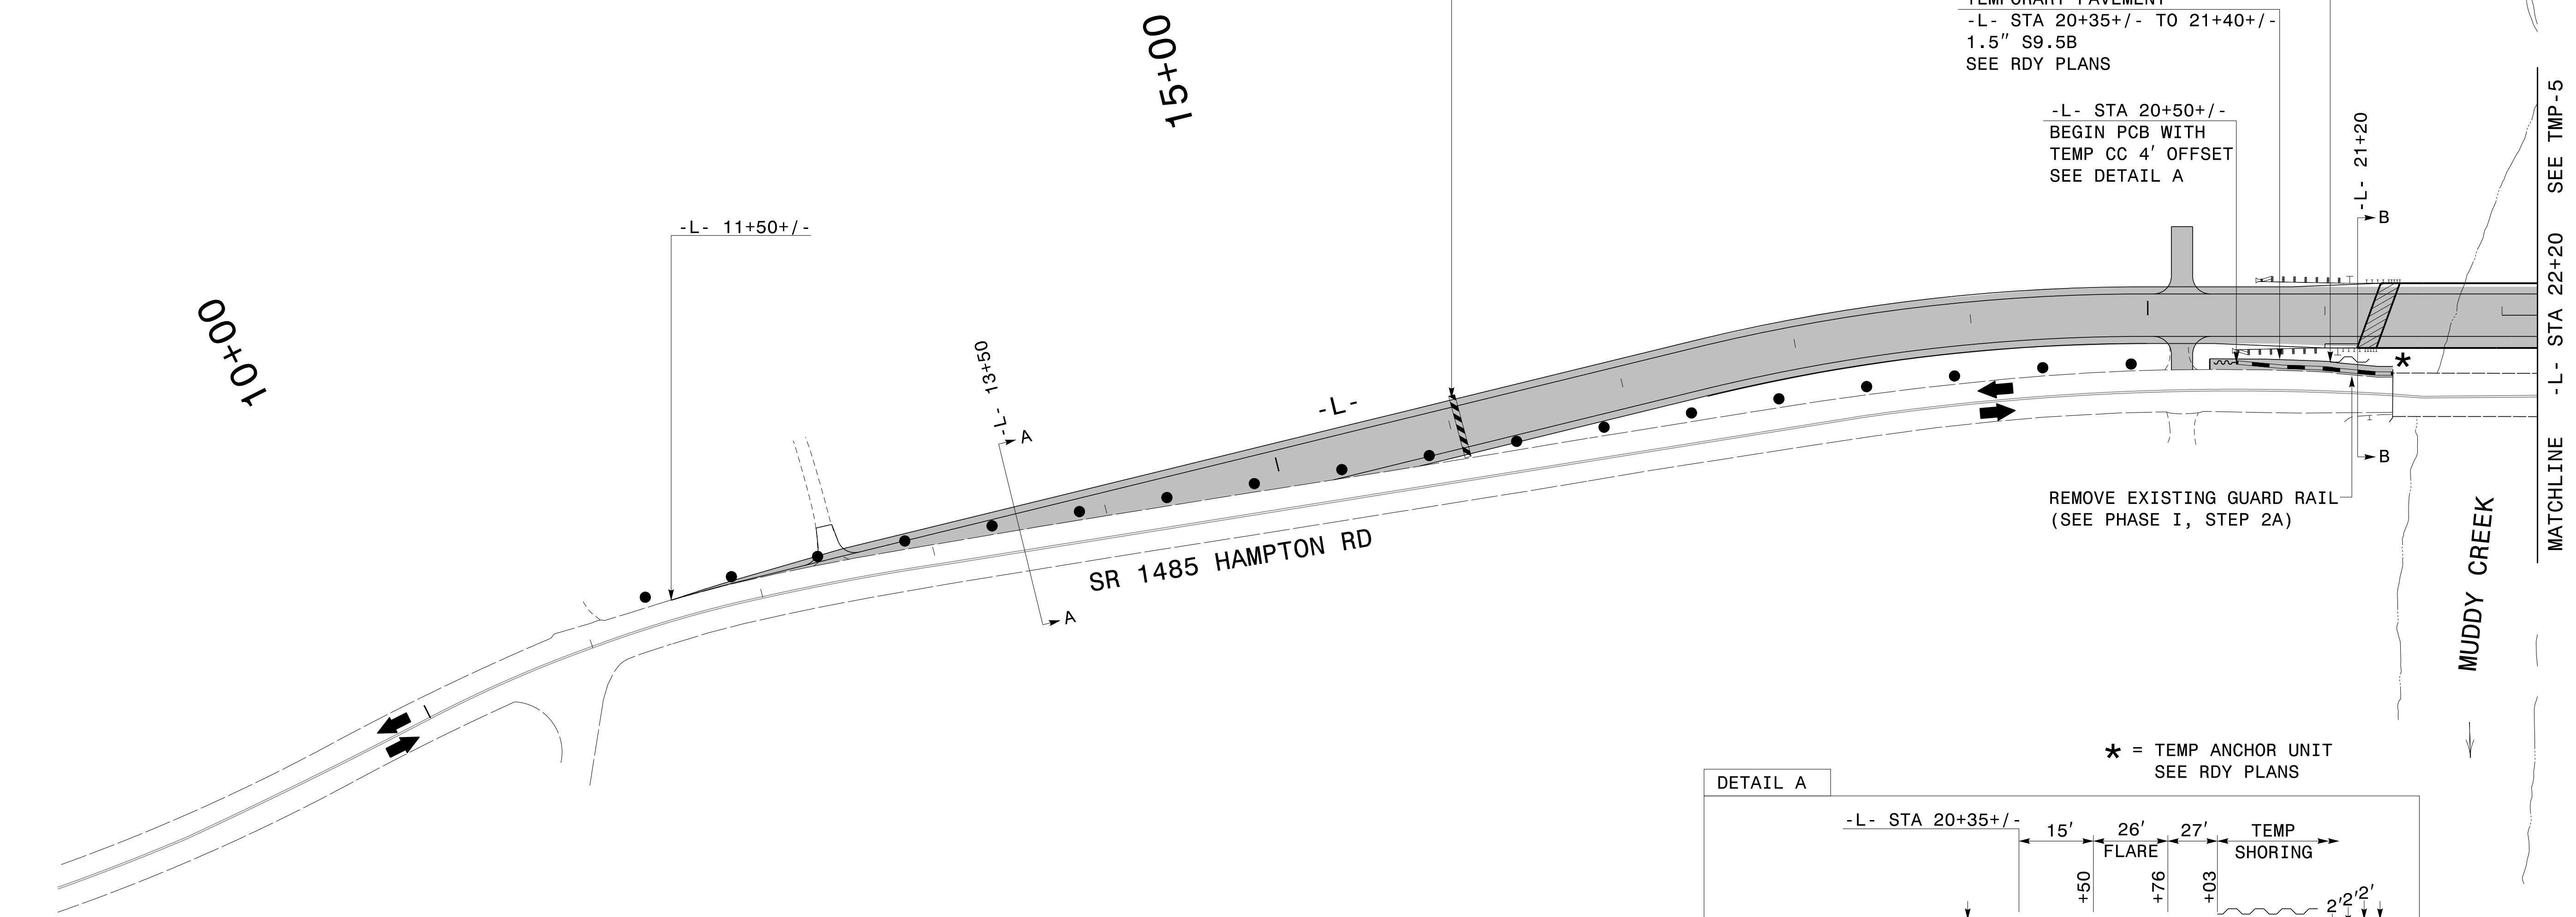 TEMPORARY PAVEMENT
-L- STA 20+35+/- TO 21+40+/-
1.5" S9.5B
SEE RDY PLANS
15+00
-L- STA 20+50+/-
BEGIN PCB WITH
TEMP CC 4' OFFSET
SEE DETAIL A
-L- 21+20
B
B
MATCHLINE -L- STA 22+20 SEE TMP-5
-L- 11+50+/-
10+00
-L- 13+50
A
A
-L-
*
SR 1485 HAMPTON RD
REMOVE EXISTING GUARD RAIL
(SEE PHASE I, STEP 2A)
MUDDY CREEK
* = TEMP ANCHOR UNIT
SEE RDY PLANS
DETAIL A
-L- STA 20+35+/-
15'
26'
FLARE
27'
TEMP
SHORING
+50
+76
+03
2'2'2'